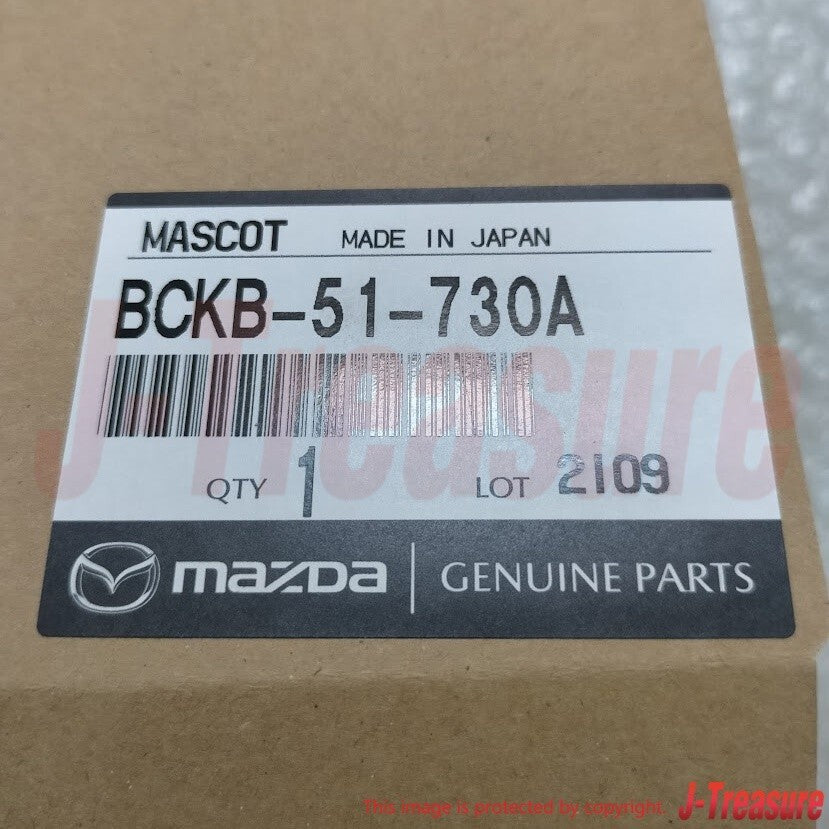 MASCOT MADE IN JAPAN
BCKB-51-730A
QTY 1 LOT 2109
mazda GENUINE PARTS
J-Treasure
This image is protected by copyright. J-Treasure